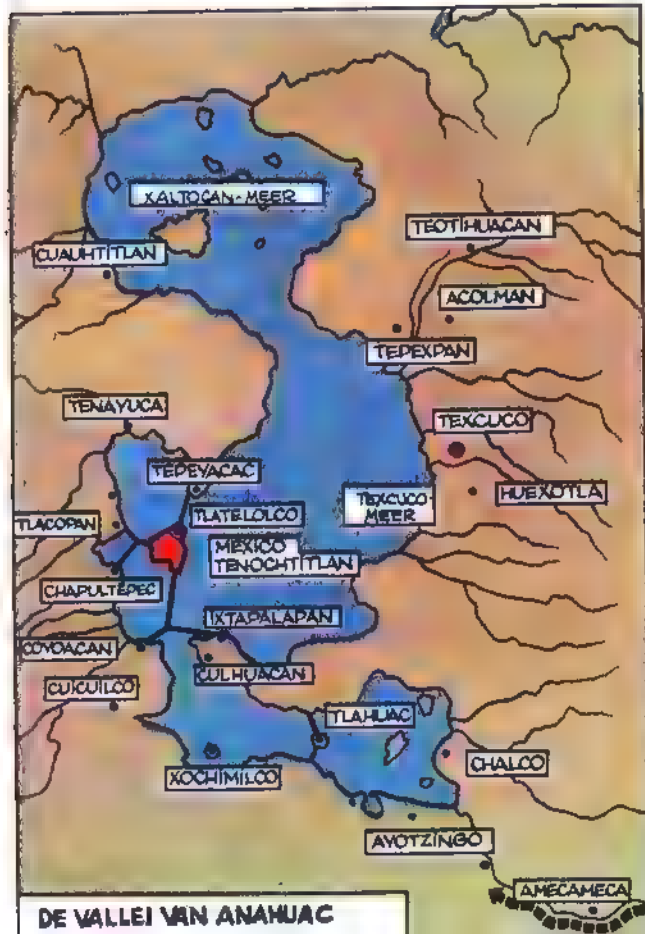 XALTOCAN-MEER
TEOTIHUACAN
CUAUHTITLAN
ACOLMAN
TEPEXPAN
TENAYUCA
TEXCUCO
TEPEYACAC
TEXCUCO
MEER
HUEXOTLA
TLATELOLCO
TLACOPAN
MEXICO
TENOCHTITLAN
CHAPULTEPEC
IXTAPALAPAN
COYOACAN
CULHUACAN
CUICUILCO
TLAHUAC
CHALCO
XOCHIMILCO
AYOTZINGO
AMECAMECA
DE VALLEI VAN ANAHUAC